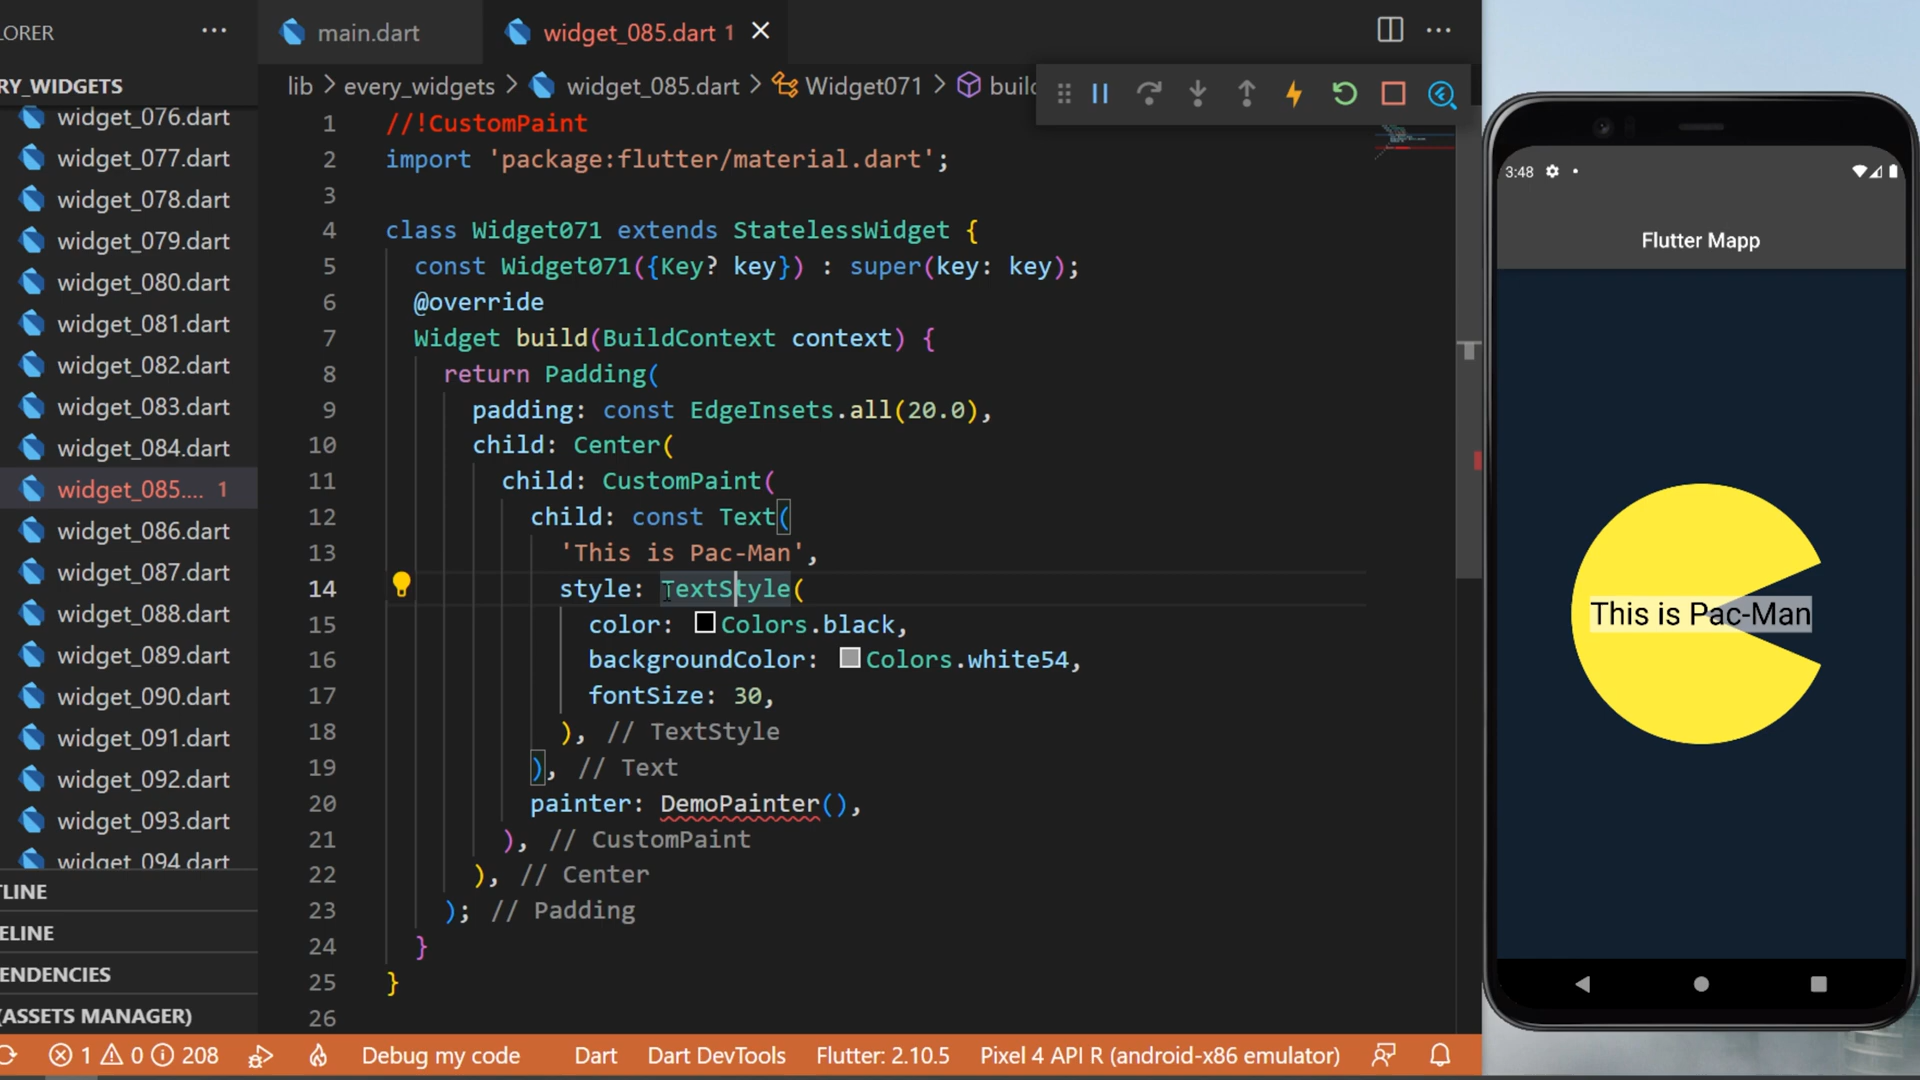 LORER
main.dart
widget_085.dart 1
RY_WIDGETS
lib > every_widgets > widget_085.dart > Widget071 > build
widget_076.dart
widget_077.dart
widget_078.dart
widget_079.dart
widget_080.dart
widget_081.dart
widget_082.dart
widget_083.dart
widget_084.dart
widget_085.... 1
widget_086.dart
widget_087.dart
widget_088.dart
widget_089.dart
widget_090.dart
widget_091.dart
widget_092.dart
widget_093.dart
widget_094.dart
TLINE
ELINE
ENDENCIES
(ASSETS MANAGER)
1 //!CustomPaint
2 import 'package:flutter/material.dart';
3
4 class Widget071 extends StatelessWidget {
5 const Widget071({Key? key}) : super(key: key);
6 @override
7 Widget build(BuildContext context) {
8 return Padding(
9 padding: const EdgeInsets.all(20.0),
10 child: Center(
11 child: CustomPaint(
12 child: const Text(
13 'This is Pac-Man',
14 style: TextStyle(
15 color: Colors.black,
16 backgroundColor: Colors.white54,
17 fontSize: 30,
18 ), // TextStyle
19 ), // Text
20 painter: DemoPainter(),
21 ), // CustomPaint
22 ), // Center
23 ); // Padding
24 }
25 }
26
3:48
Flutter Mapp
This is Pac-Man
1 0 208 Debug my code Dart Dart DevTools Flutter: 2.10.5 Pixel 4 API R (android-x86 emulator)